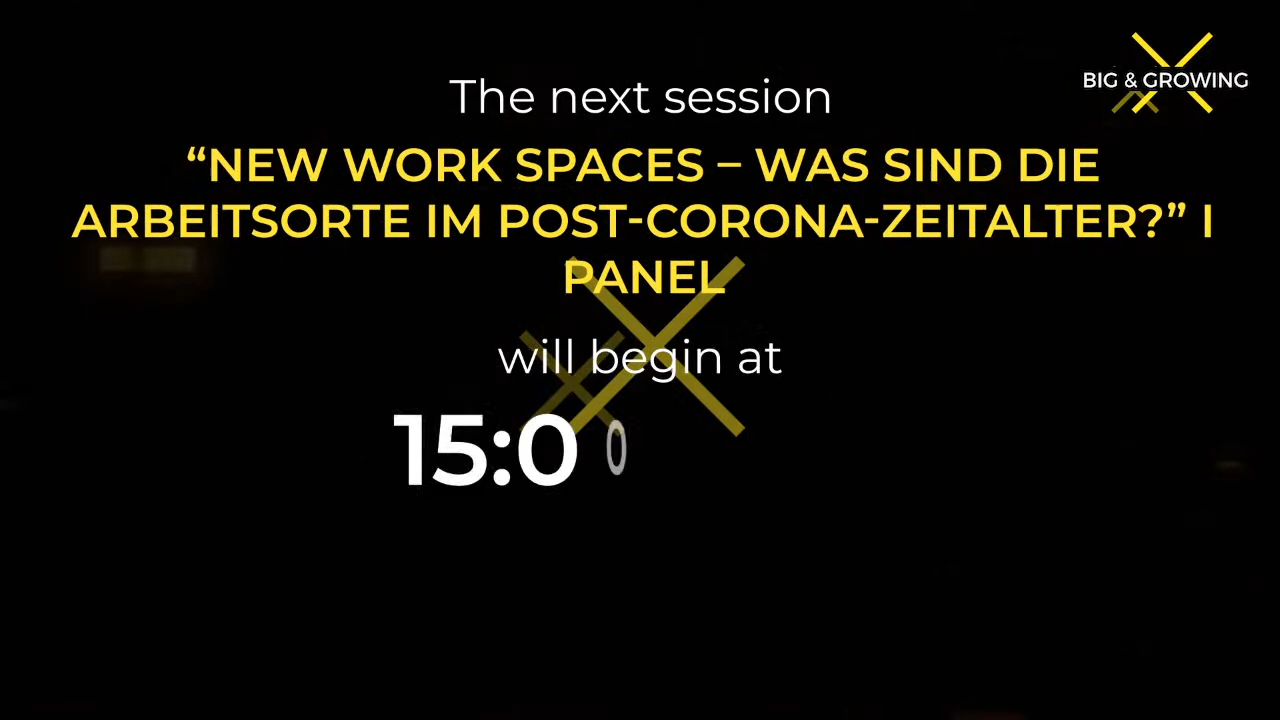 BIG & GROWING
The next session
“NEW WORK SPACES – WAS SIND DIE
ARBEITSORTE IM POST-CORONA-ZEITALTER?” I
PANEL
will begin at
15:00